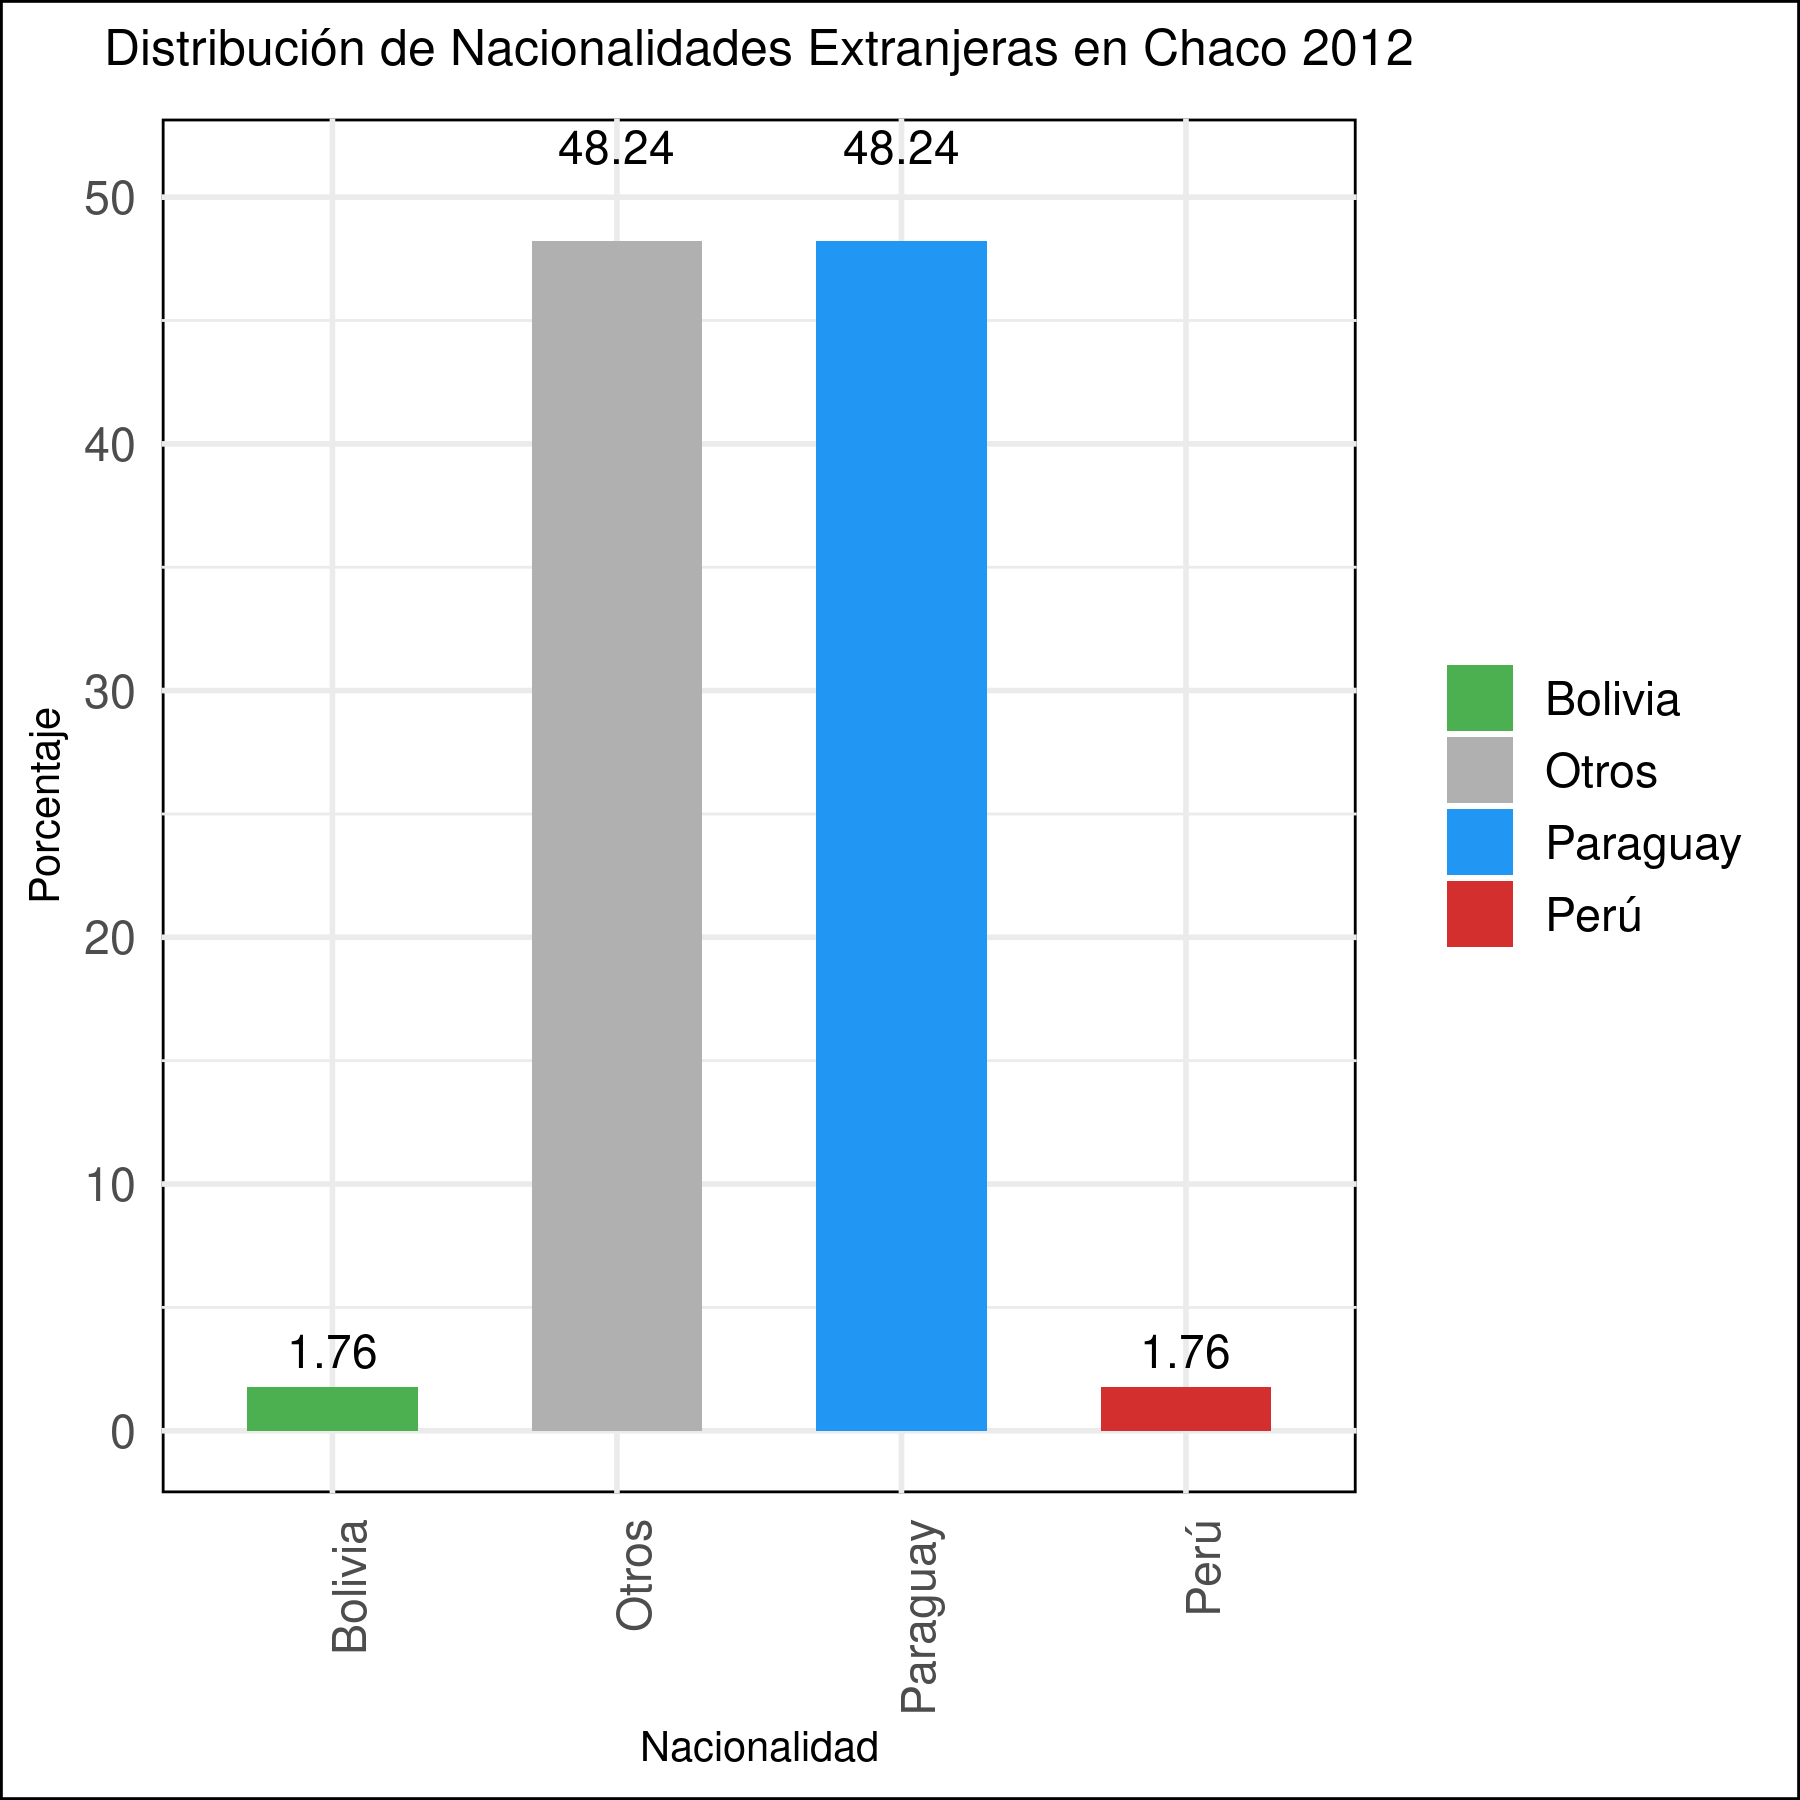 Distribución de Nacionalidades Extranjeras en Chaco 2012
48.24 48.24
50
40
30
20
10
0
1.76 1.76
Porcentaje
Bolivia
Otros
Paraguay
Perú
Nacionalidad
Bolivia
Otros
Paraguay
Perú